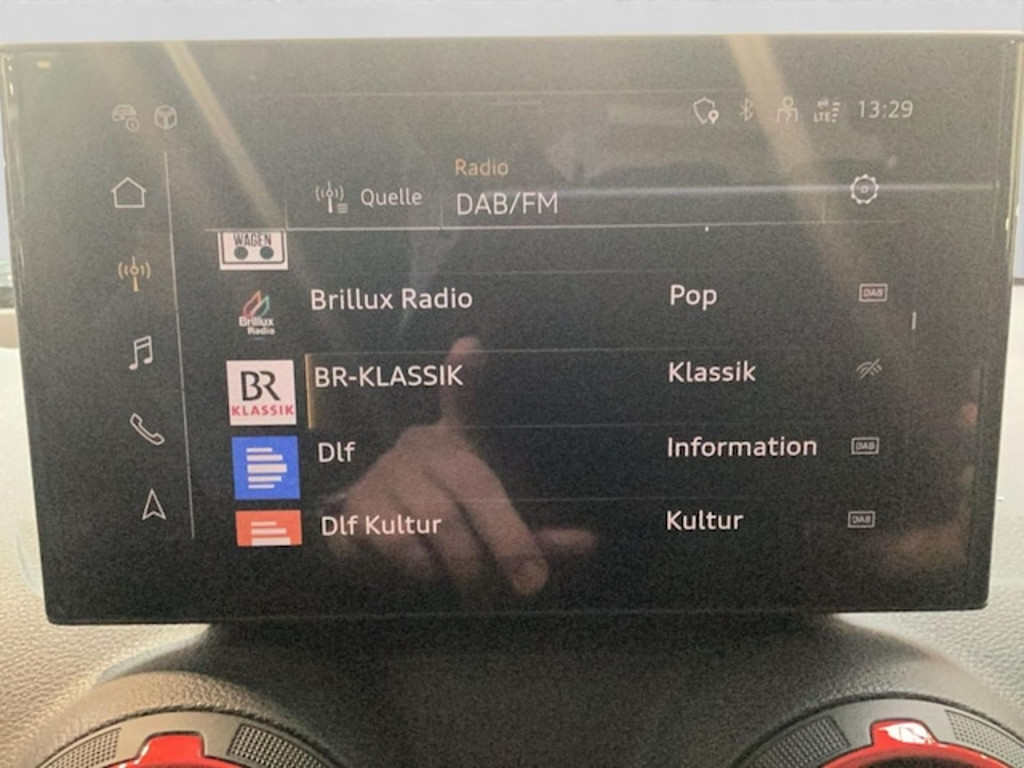 LTE 13:29
Radio
Quelle DAB/FM
WAGEN
Brillux Radio
Brillux Radio Pop DAB
BR
KLASSIK
BR-KLASSIK Klassik
Dlf Information DAB
Dlf Kultur Kultur DAB